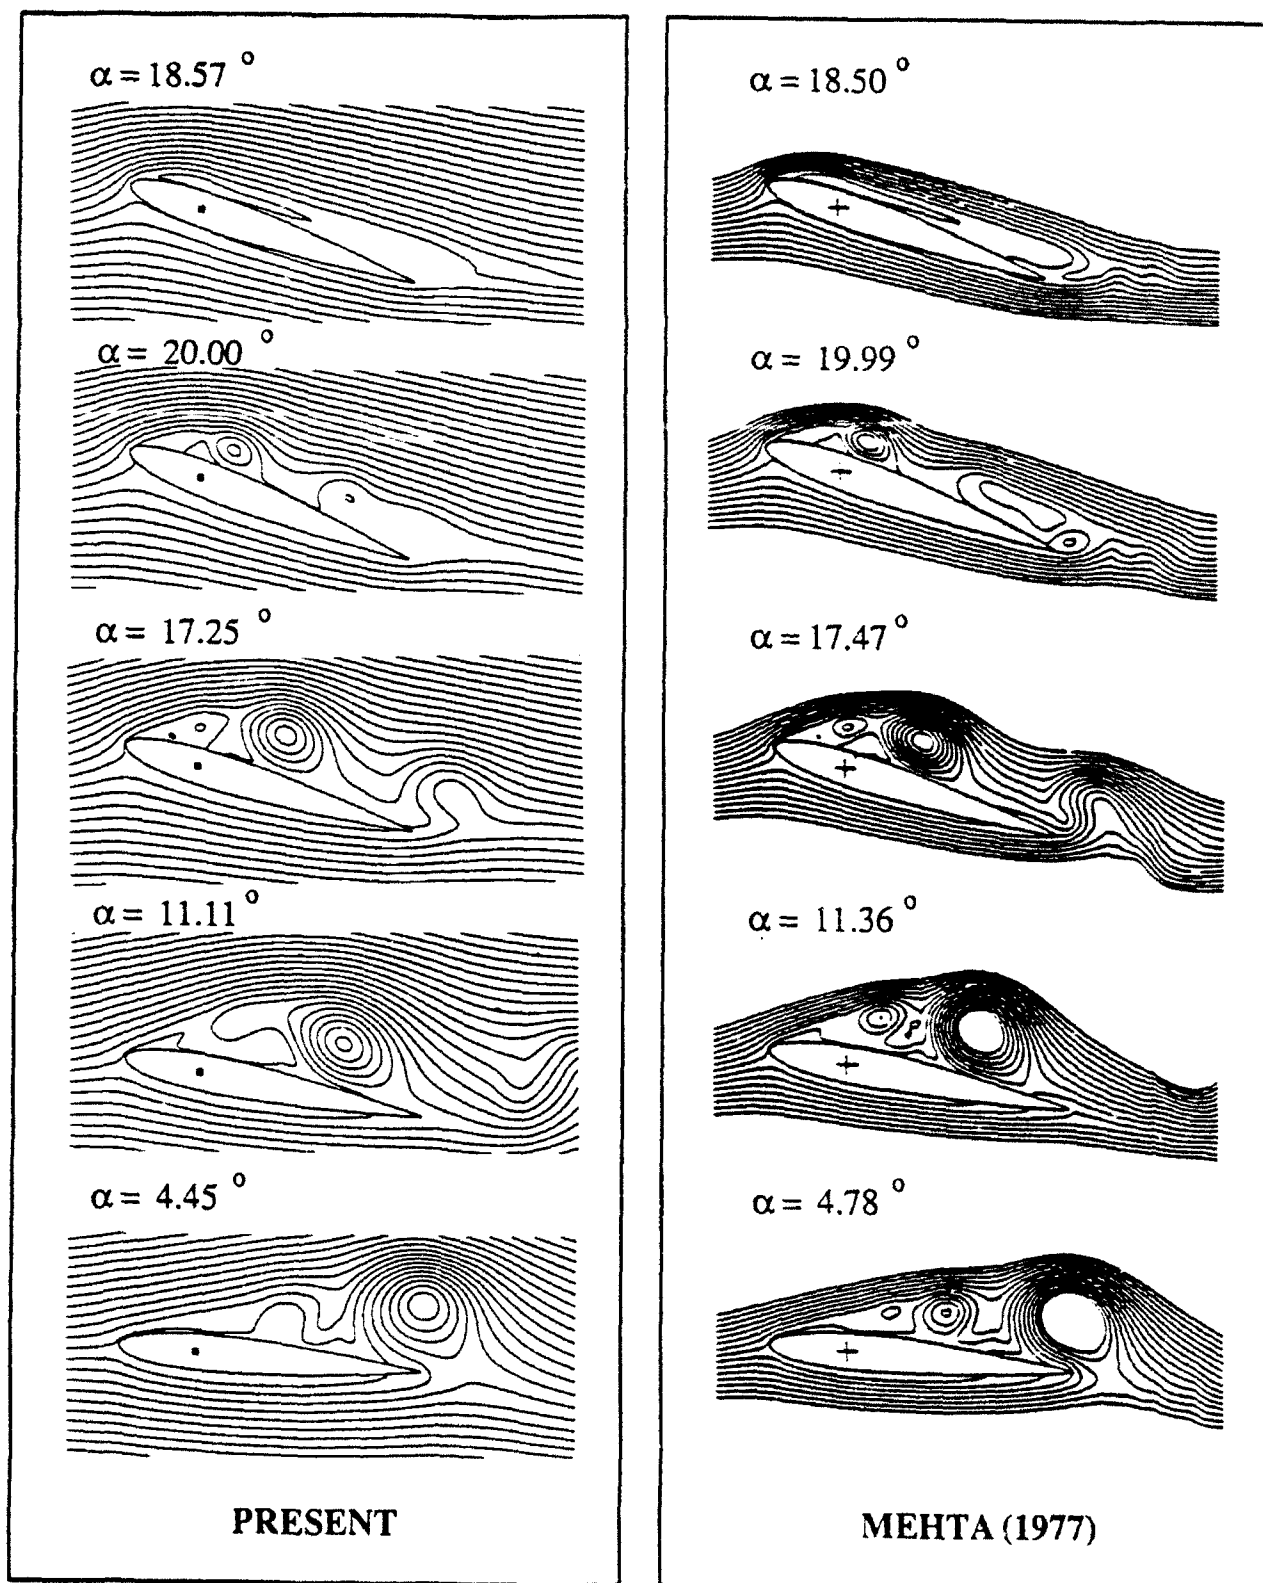 α = 18.57 °
α = 20.00 °
α = 17.25 °
α = 11.11 °
α = 4.45 °
PRESENT
α = 18.50 °
α = 19.99 °
α = 17.47 °
α = 11.36 °
α = 4.78 °
MEHTA (1977)